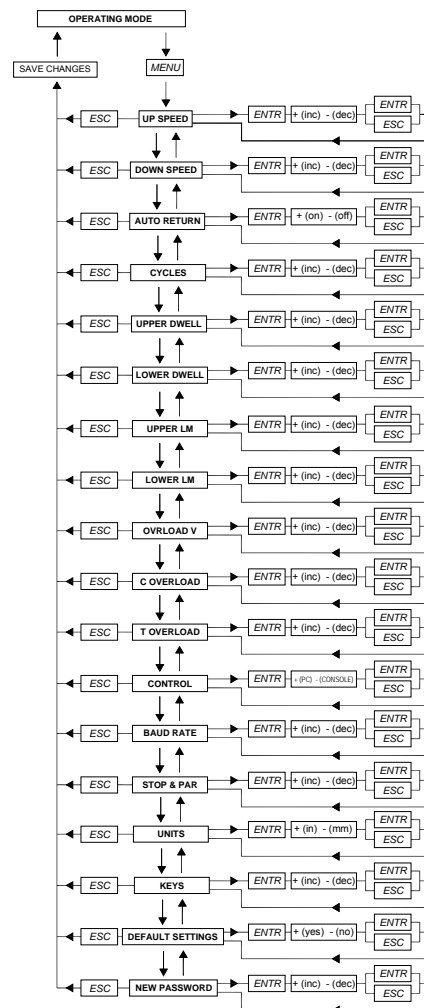 OPERATING MODE
SAVE CHANGES
MENU
ESC UP SPEED ENTR + (inc) - (dec) ENTR
ESC
ESC DOWN SPEED ENTR + (inc) - (dec) ENTR
ESC
ESC AUTO RETURN ENTR + (on) - (off) ENTR
ESC
ESC CYCLES ENTR + (inc) - (dec) ENTR
ESC
ESC UPPER DWELL ENTR + (inc) - (dec) ENTR
ESC
ESC LOWER DWELL ENTR + (inc) - (dec) ENTR
ESC
ESC UPPER LM ENTR + (inc) - (dec) ENTR
ESC
ESC LOWER LM ENTR + (inc) - (dec) ENTR
ESC
ESC OVRLOAD V ENTR + (inc) - (dec) ENTR
ESC
ESC C OVERLOAD ENTR + (inc) - (dec) ENTR
ESC
ESC T OVERLOAD ENTR + (inc) - (dec) ENTR
ESC
ESC CONTROL ENTR + (PC) - (CONSOLE) ENTR
ESC
ESC BAUD RATE ENTR + (inc) - (dec) ENTR
ESC
ESC STOP & PAR ENTR + (inc) - (dec) ENTR
ESC
ESC UNITS ENTR + (in) - (mm) ENTR
ESC
ESC KEYS ENTR + (inc) - (dec) ENTR
ESC
ESC DEFAULT SETTINGS ENTR + (yes) - (no) ENTR
ESC
ESC NEW PASSWORD ENTR + (inc) - (dec) ENTR
ESC